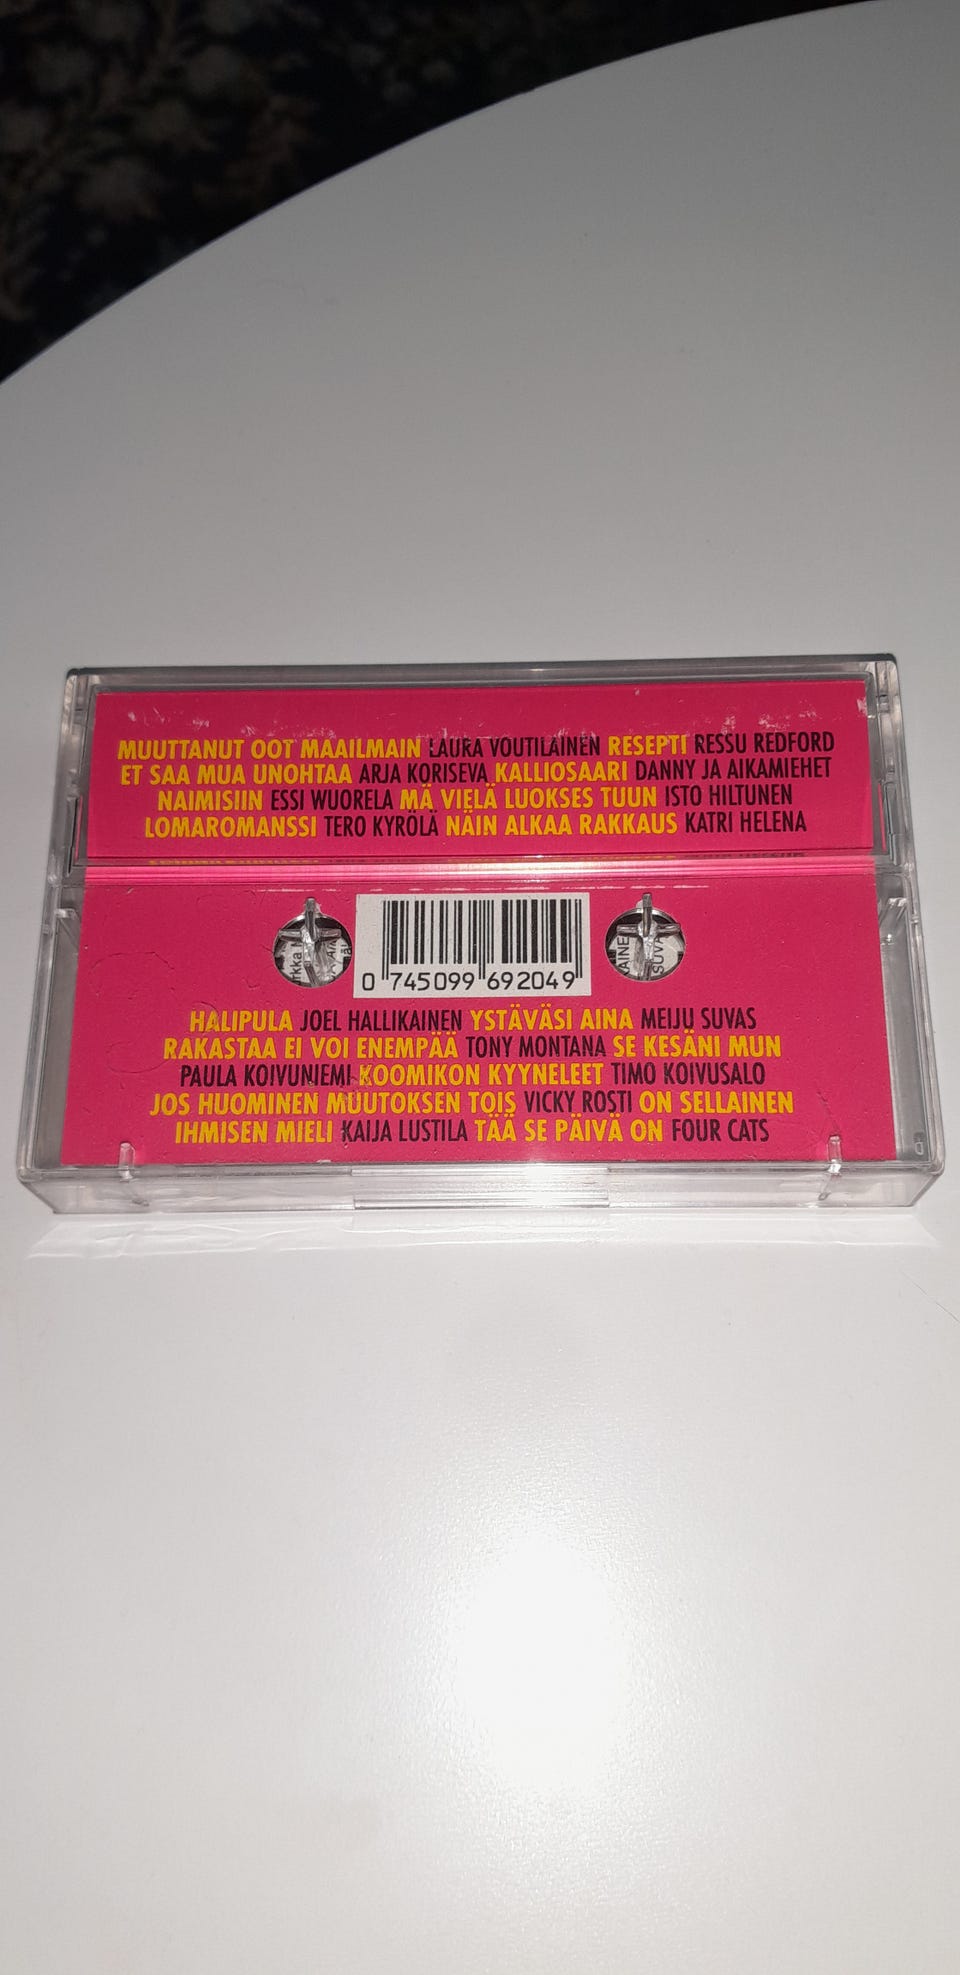 MUUTTANUT OOT MAAILMAIN LAURA VOUTILAINEN RESEPTI RESSU REDFORD
ET SAA MUA UNOHTAA ARJA KORISEVA KALLIOSAARI DANNY JA AIKAMIEHET
NAIMISIIN ESSI WUORELA MÄ VIELÄ LUOKSES TUUN ISTO HILTUNEN
LOMAROMANSSI TERO KYRÖLÄ NÄIN ALKAA RAKKAUS KATRI HELENA
0 745099 692049
HALIPULA JOEL HALLIKAINEN YSTÄVÄSI AINA MEIJU SUVAS
RAKASTAA EI VOI ENEMPÄÄ TONY MONTANA SE KESÄNI MUN
PAULA KOIVUNIEMI KOOMIKON KYYNELEET TIMO KOIVUSALO
JOS HUOMINEN MUUTOKSEN TOIS VICKY ROSTI ON SELLAINEN
IHMISEN MIELI KAIJA LUSTILA TÄÄ SE PÄIVÄ ON FOUR CATS